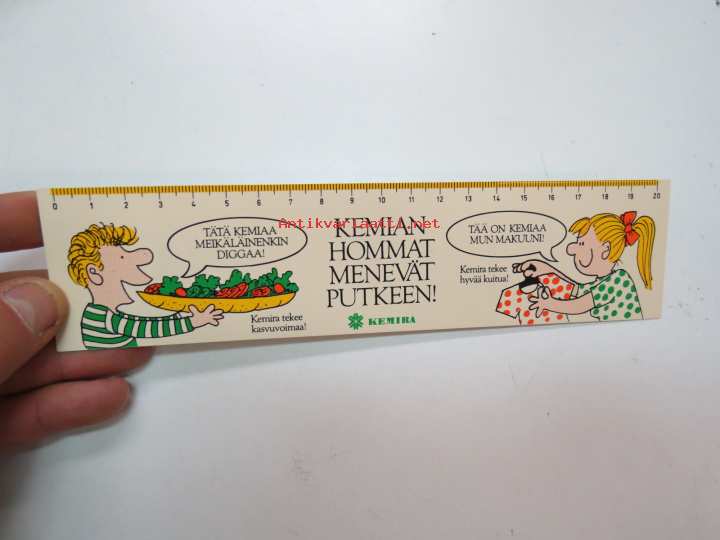 0 1 2 3 4 5 6 7 8 9 10 11 12 13 14 15 16 17 18 19 20
TÄTÄ KEMIAA
MEIKÄLÄINENKIN
DIGGAA!
Kemira tekee
kasvuvoimaa!
Antikvariaatti.net
KEMIAN
HOMMAT
MENEVÄT
PUTKEEN!
KEMIRA
TÄÄ ON KEMIAA
MUN MAKUUNI!
Kemira tekee
hyvää kuitua!